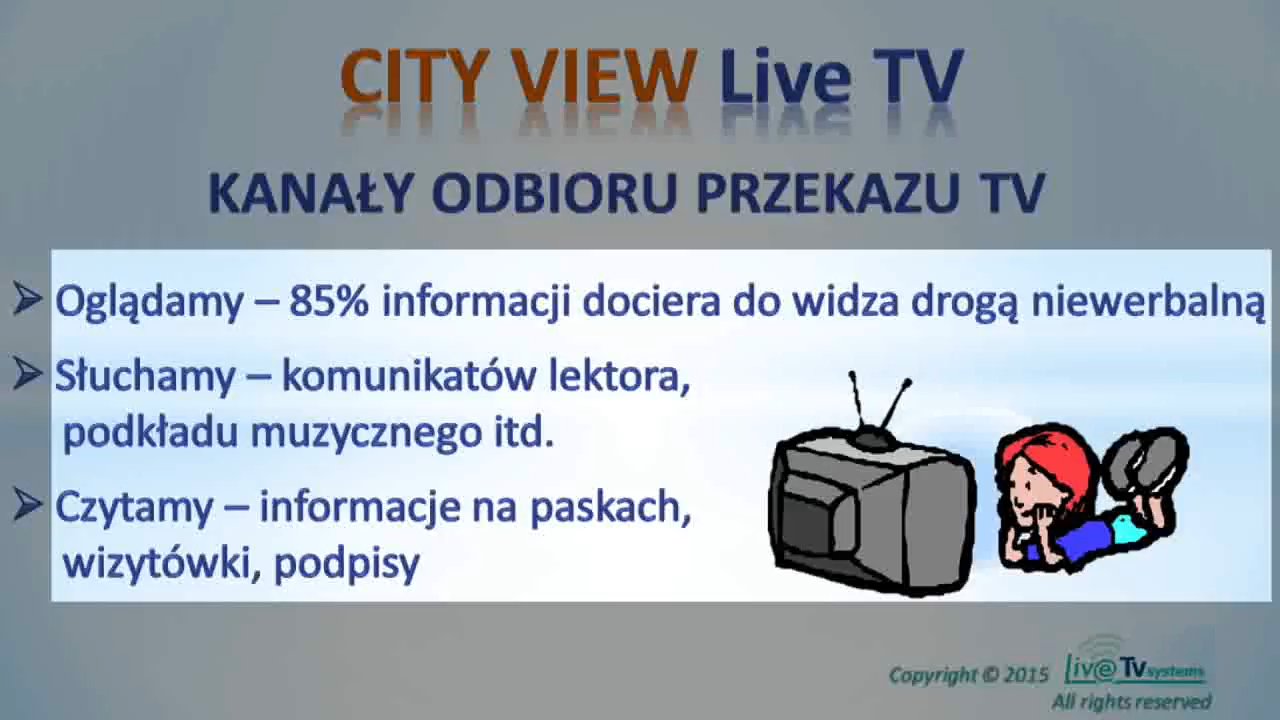 CITY VIEW Live TV
KANAŁY ODBIORU PRZEKAZU TV
➢ Oglądamy – 85% informacji dociera do widza drogą niewerbalną
➢ Słuchamy – komunikatów lektora,
podkładu muzycznego itd.
➢ Czytamy – informacje na paskach,
wizytówki, podpisy
Copyright © 2015 Liv@ TV systems
All rights reserved